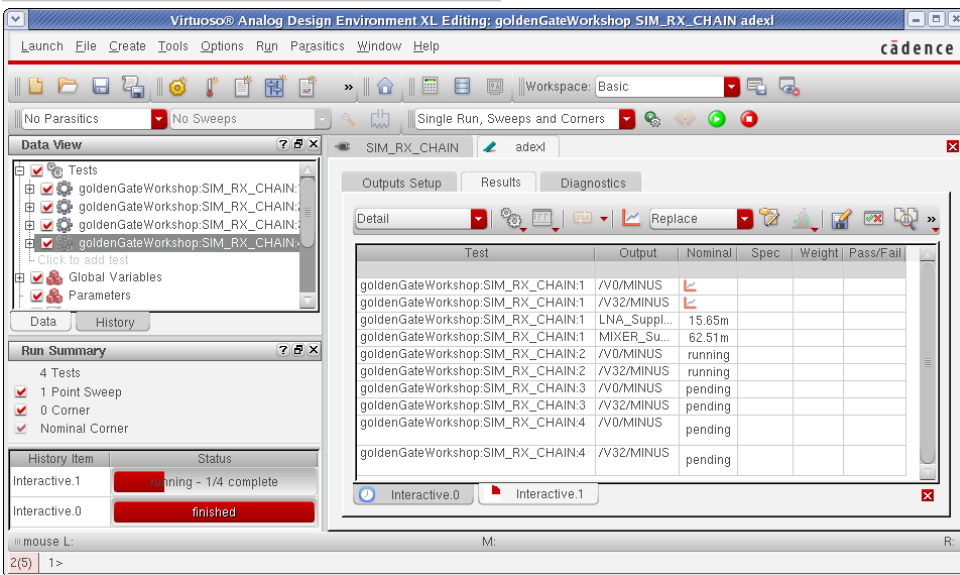 Virtuoso® Analog Design Environment XL Editing: goldenGateWorkshop SIM_RX_CHAIN adexl
Launch File Create Tools Options Run Parasitics Window Help
cādence
» Workspace: Basic
No Parasitics No Sweeps Single Run, Sweeps and Corners
Data View
Tests
goldenGateWorkshop:SIM_RX_CHAIN:
goldenGateWorkshop:SIM_RX_CHAIN:
goldenGateWorkshop:SIM_RX_CHAIN:
goldenGateWorkshop:SIM_RX_CHAIN:
Click to add test
Global Variables
Parameters
Data History
Run Summary
4 Tests
1 Point Sweep
0 Corner
Nominal Corner
History Item Status
Interactive.1 running - 1/4 complete
Interactive.0 finished
SIM_RX_CHAIN adexl
Outputs Setup Results Diagnostics
Detail Replace »
Test Output Nominal Spec Weight Pass/Fail
goldenGateWorkshop:SIM_RX_CHAIN:1 /V0/MINUS
goldenGateWorkshop:SIM_RX_CHAIN:1 /V32/MINUS
goldenGateWorkshop:SIM_RX_CHAIN:1 LNA_Suppl... 15.65m
goldenGateWorkshop:SIM_RX_CHAIN:1 MIXER_Su... 62.51m
goldenGateWorkshop:SIM_RX_CHAIN:2 /V0/MINUS running
goldenGateWorkshop:SIM_RX_CHAIN:2 /V32/MINUS running
goldenGateWorkshop:SIM_RX_CHAIN:3 /V0/MINUS pending
goldenGateWorkshop:SIM_RX_CHAIN:3 /V32/MINUS pending
goldenGateWorkshop:SIM_RX_CHAIN:4 /V0/MINUS pending
goldenGateWorkshop:SIM_RX_CHAIN:4 /V32/MINUS pending
Interactive.0 Interactive.1
mouse L: M: R:
2(5) 1>